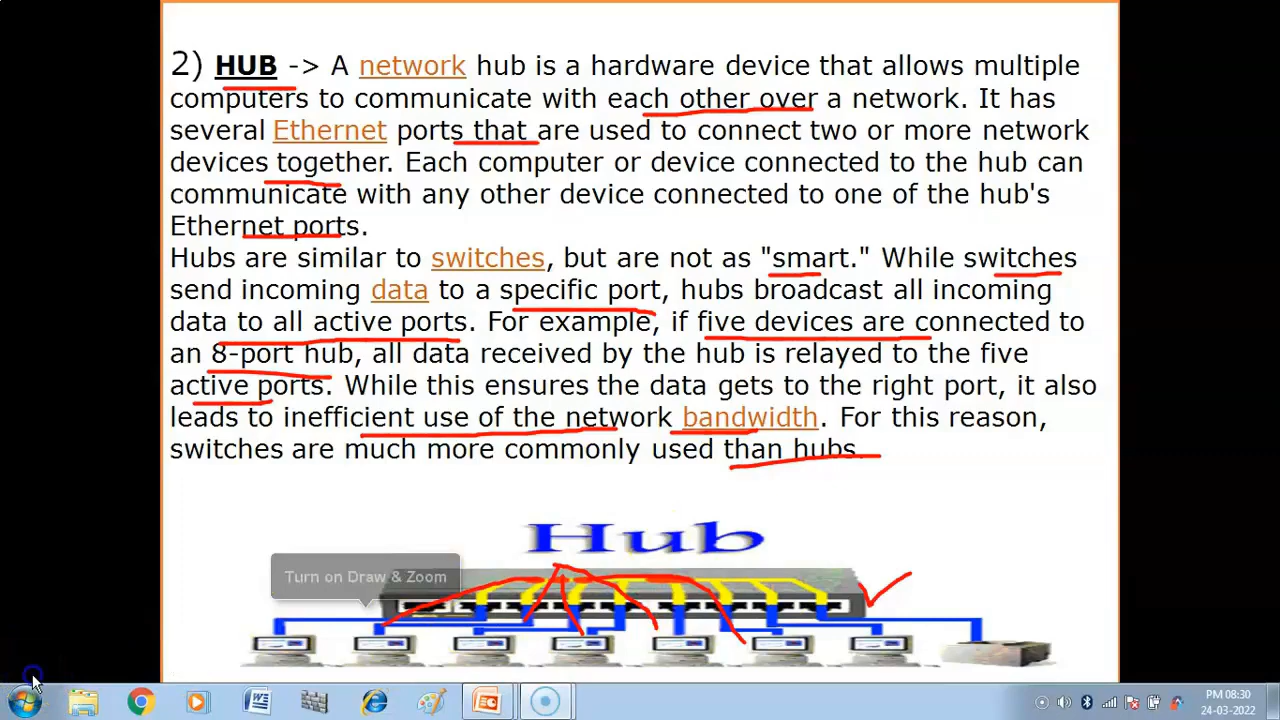 2) HUB -> A network hub is a hardware device that allows multiple
computers to communicate with each other over a network. It has
several Ethernet ports that are used to connect two or more network
devices together. Each computer or device connected to the hub can
communicate with any other device connected to one of the hub's
Ethernet ports.
Hubs are similar to switches, but are not as "smart." While switches
send incoming data to a specific port, hubs broadcast all incoming
data to all active ports. For example, if five devices are connected to
an 8-port hub, all data received by the hub is relayed to the five
active ports. While this ensures the data gets to the right port, it also
leads to inefficient use of the network bandwidth. For this reason,
switches are much more commonly used than hubs.
Hub
Turn on Draw & Zoom
PM 08:30
24-03-2022